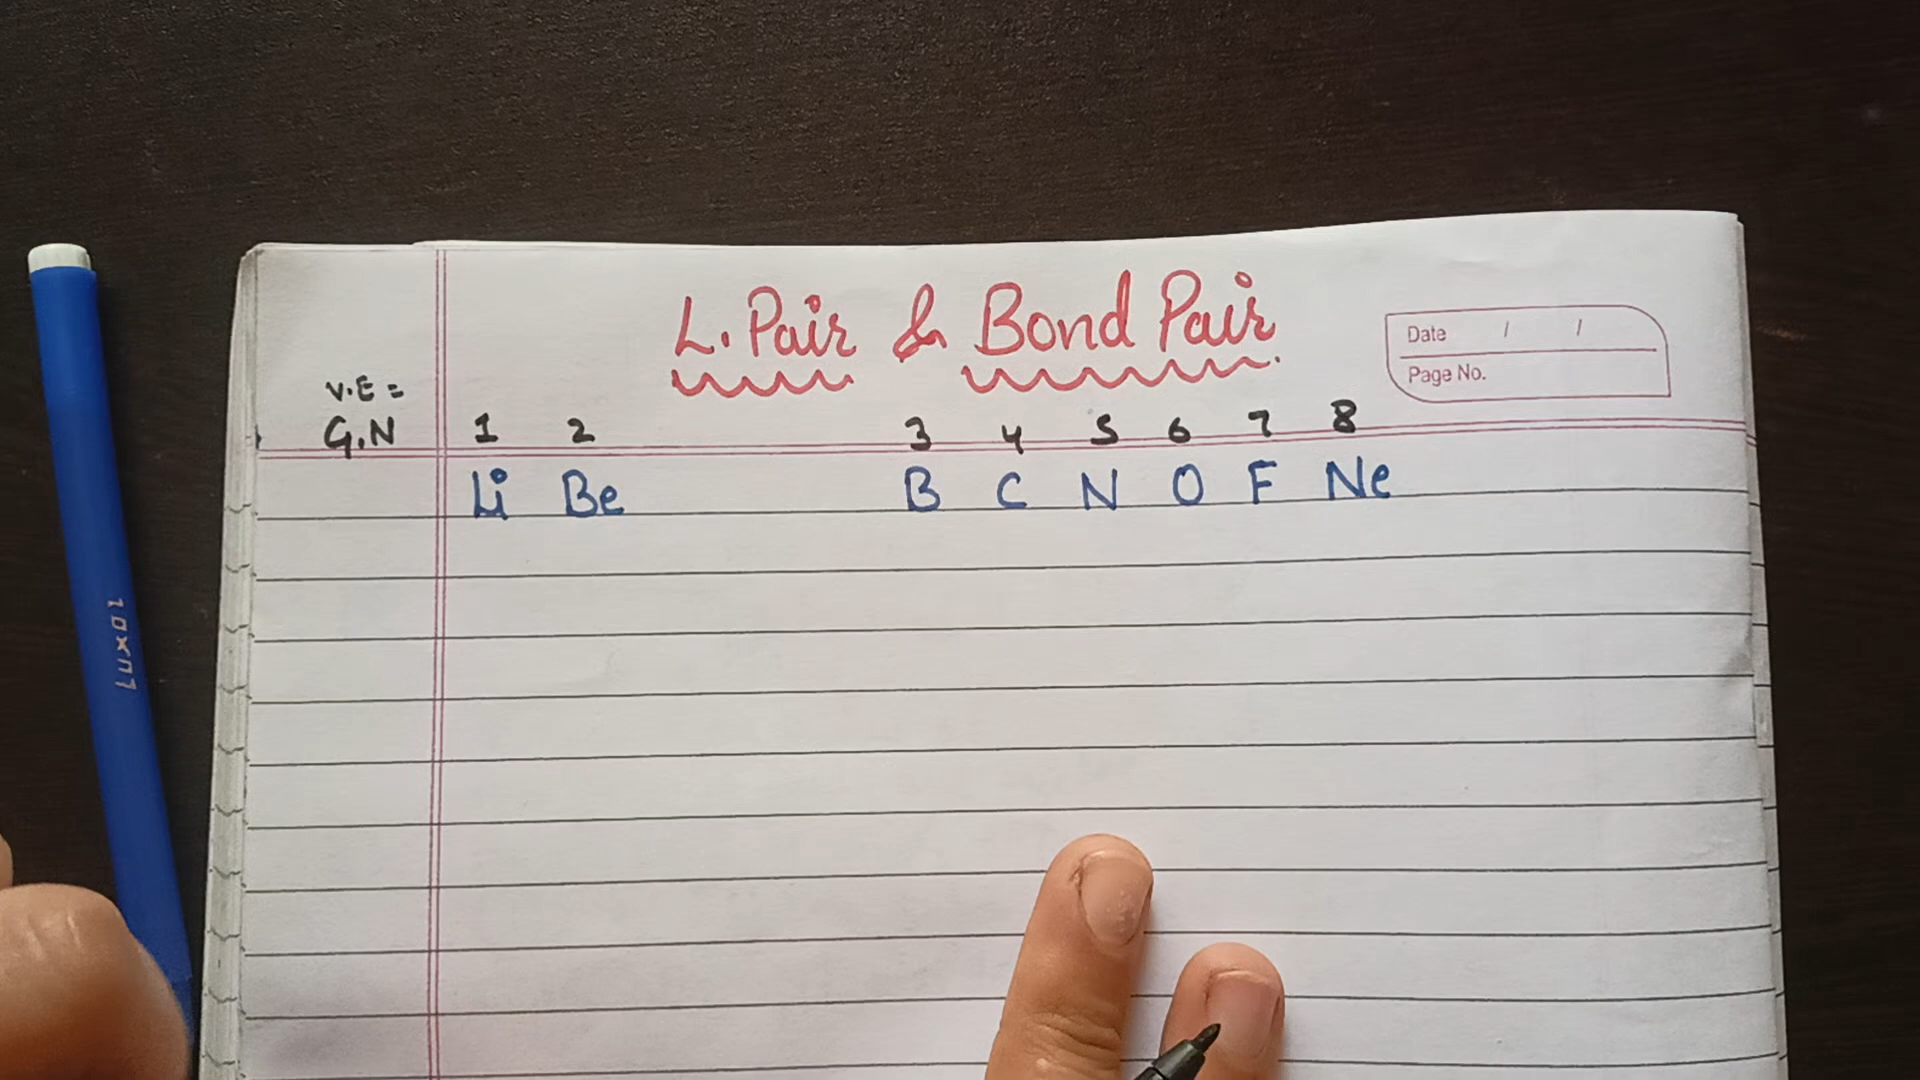 L. Pair & Bond Pair
Date / /
Page No.
V.E =
G.N 1 2 3 4 5 6 7 8
Li Be B C N O F Ne
Luxor